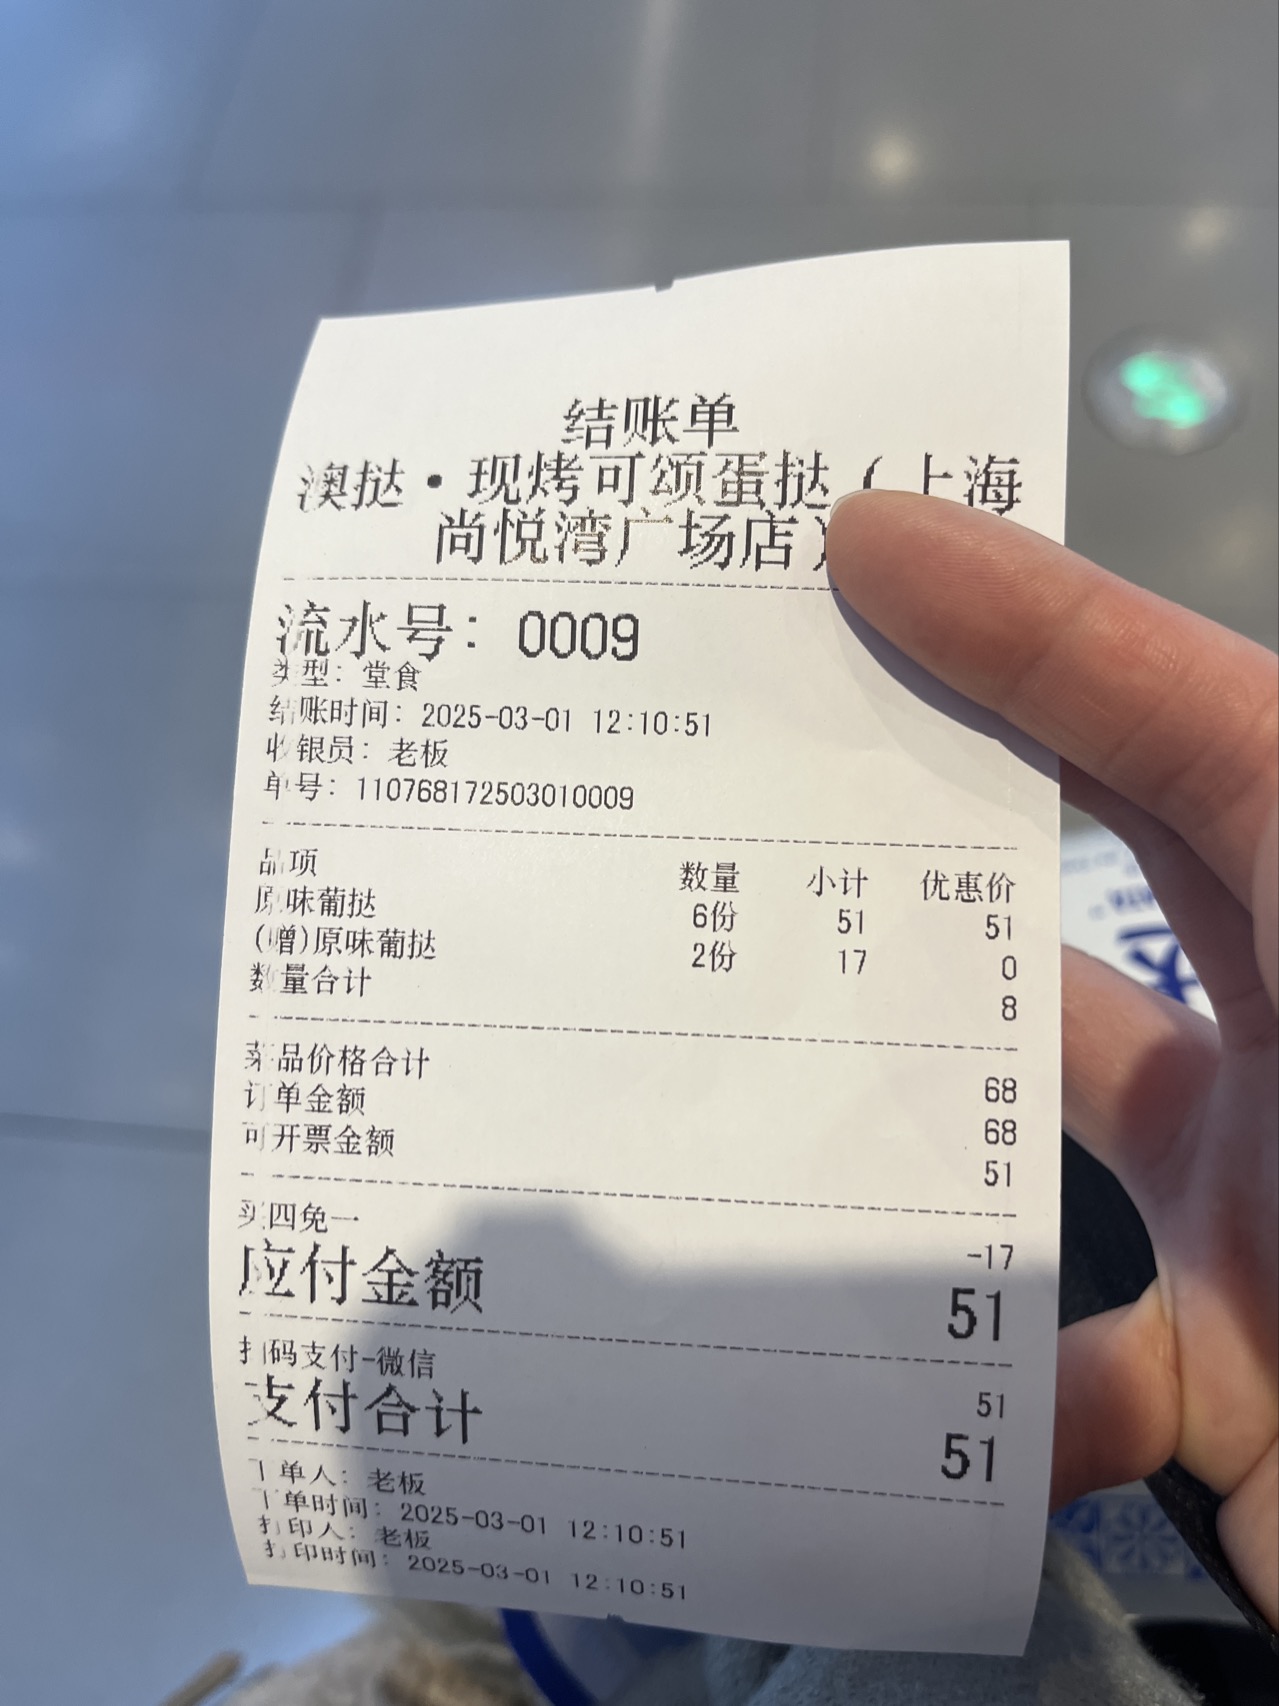 结账单
澳挞·现烤可颂蛋挞(上海
尚悦湾广场店)
流水号: 0009
类型: 堂食
结账时间: 2025-03-01 12:10:51
收银员: 老板
单号: 110768172503010009
品项 数量 小计 优惠价
原味葡挞 6份 51 51
(赠)原味葡挞 2份 17 0
数量合计 8
菜品价格合计 68
订单金额 68
可开票金额 51
买四免一 -17
应付金额 51
扫码支付-微信 51
支付合计 51
下单人: 老板
下单时间: 2025-03-01 12:10:51
打印人: 老板
打印时间: 2025-03-01 12:10:51